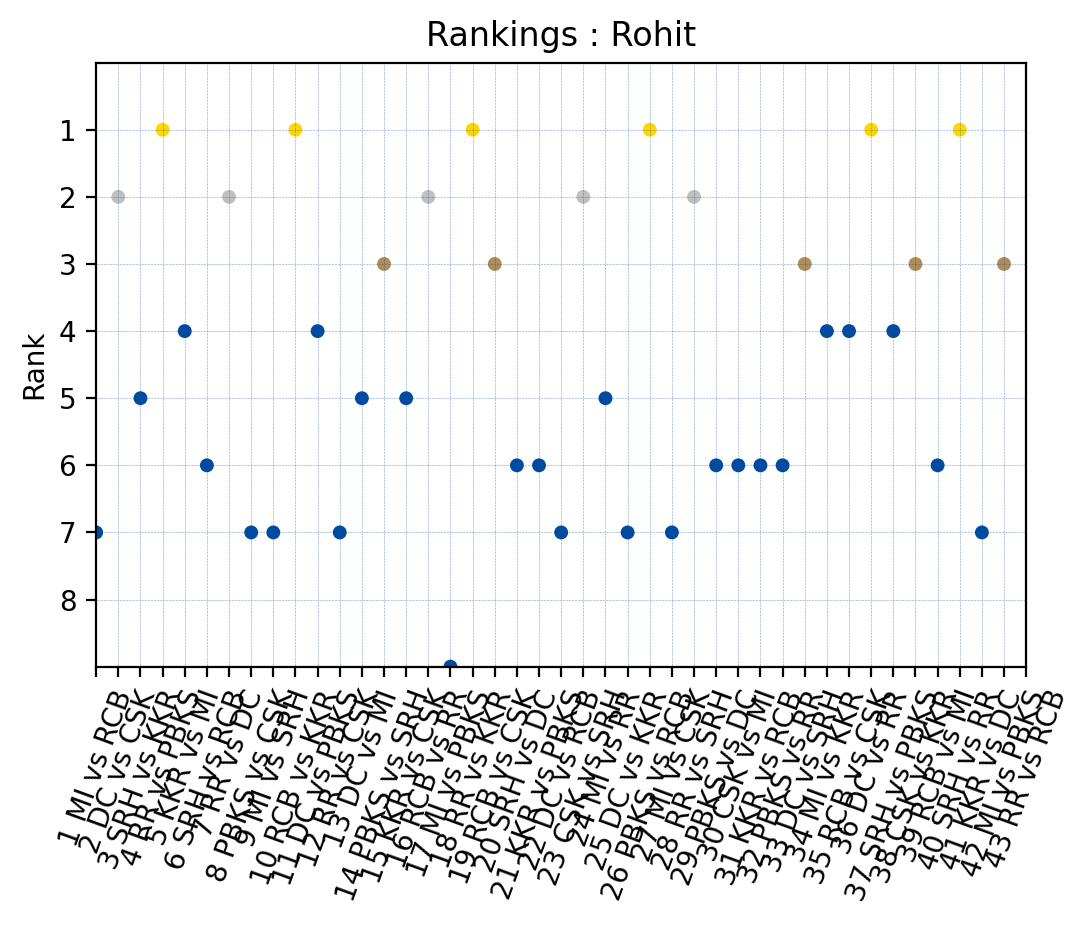 Rankings : Rohit
Rank
1
2
3
4
5
6
7
8
1 MI vs RCB
2 DC vs CSK
3 SRH vs KKR
4 RR vs PBKS
5 KKR vs MI
6 SRH vs RCB
7 RR vs DC
8 PBKS vs CSK
9 MI vs SRH
10 RCB vs KKR
11 DC vs PBKS
12 RR vs CSK
13 DC vs MI
14 PBKS vs SRH
15 KKR vs CSK
16 RCB vs RR
17 MI vs PBKS
18 RR vs KKR
19 RCB vs CSK
20 SRH vs DC
21 KKR vs PBKS
22 DC vs RCB
23 CSK vs SRH
24 MI vs RR
25 DC vs KKR
26 PBKS vs RCB
27 MI vs CSK
28 RR vs SRH
29 PBKS vs DC
30 CSK vs MI
31 KKR vs RCB
32 PBKS vs RR
33 DC vs SRH
34 MI vs KKR
35 RCB vs CSK
36 DC vs RR
37 SRH vs PBKS
38 CSK vs KKR
39 RCB vs MI
40 SRH vs RR
41 KKR vs DC
42 MI vs PBKS
43 RR vs RCB